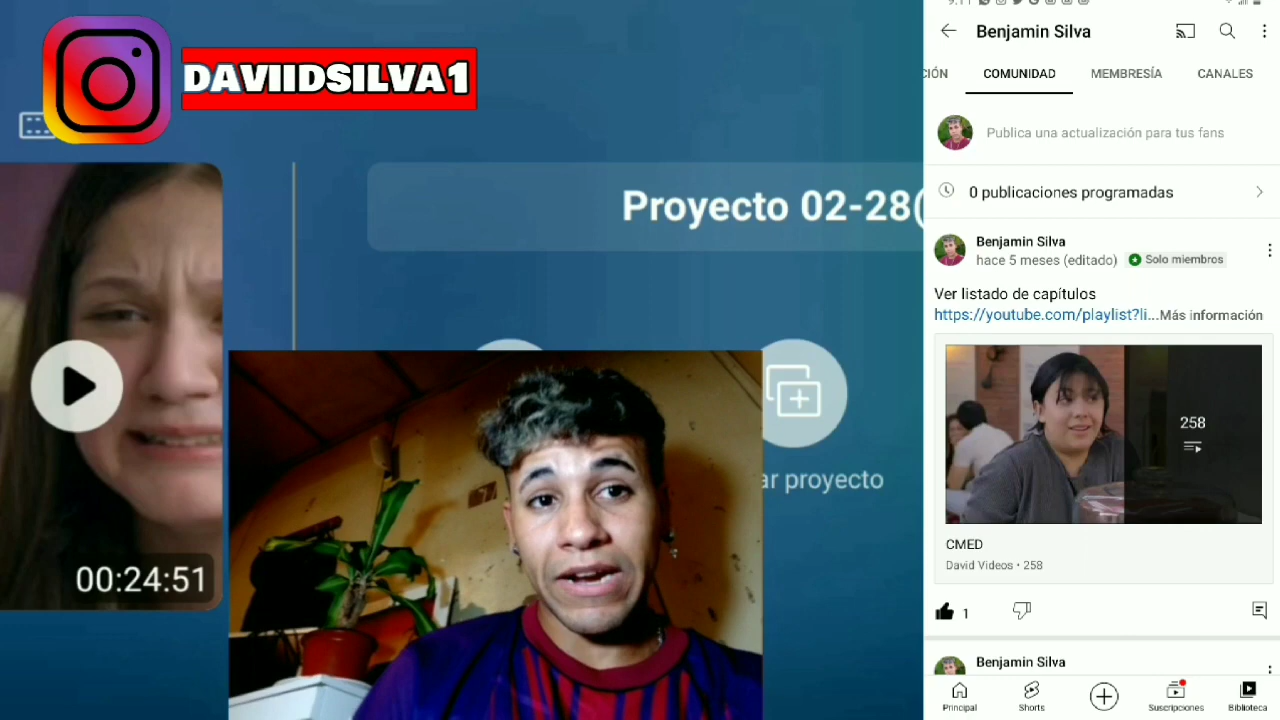 DAVIIDSILVA1
Proyecto 02-28(
ar proyecto
00:24:51
Benjamin Silva
CIÓN COMUNIDAD MEMBRESÍA CANALES
Publica una actualización para tus fans
0 publicaciones programadas
Benjamin Silva
hace 5 meses (editado) Solo miembros
Ver listado de capítulos
https://youtube.com/playlist?li...Más información
258
CMED
David Videos • 258
1
Benjamin Silva
Principal Shorts Suscripciones Biblioteca